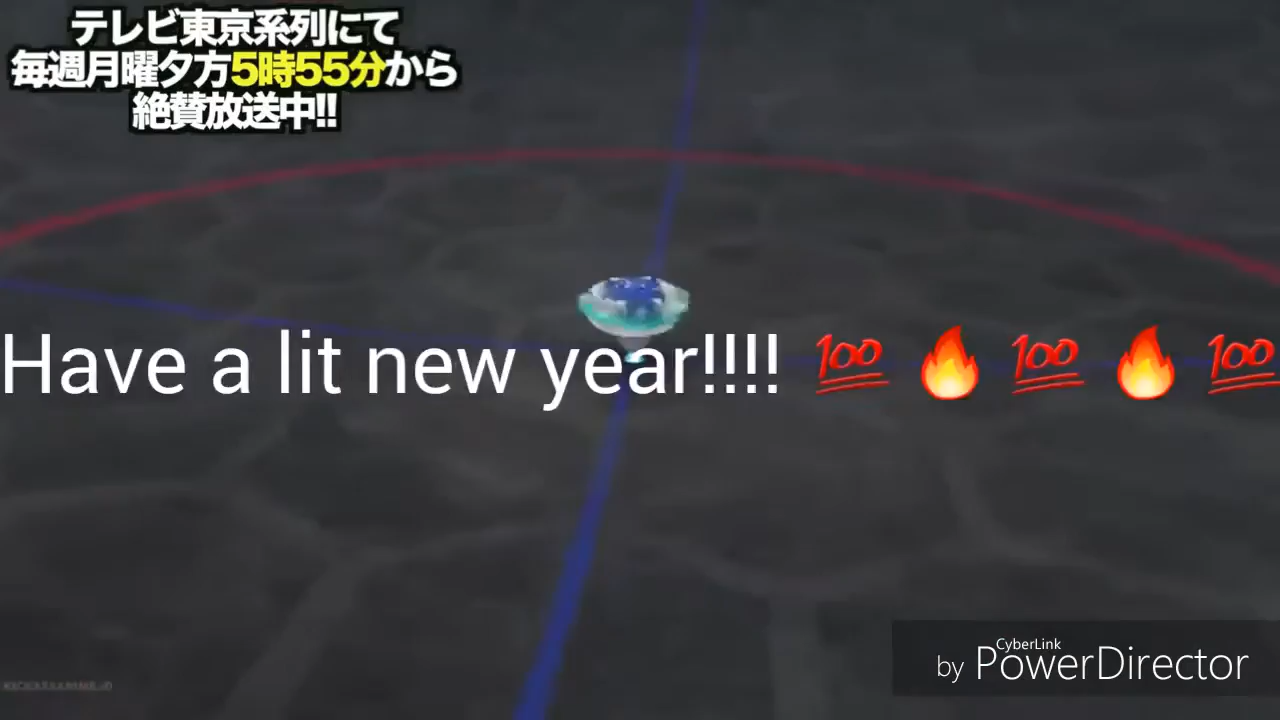 テレビ東京系列にて
毎週月曜夕方5時55分から
絶賛放送中!!
Have a lit new year!!!! 💯🔥💯🔥💯
CyberLink
by PowerDirector